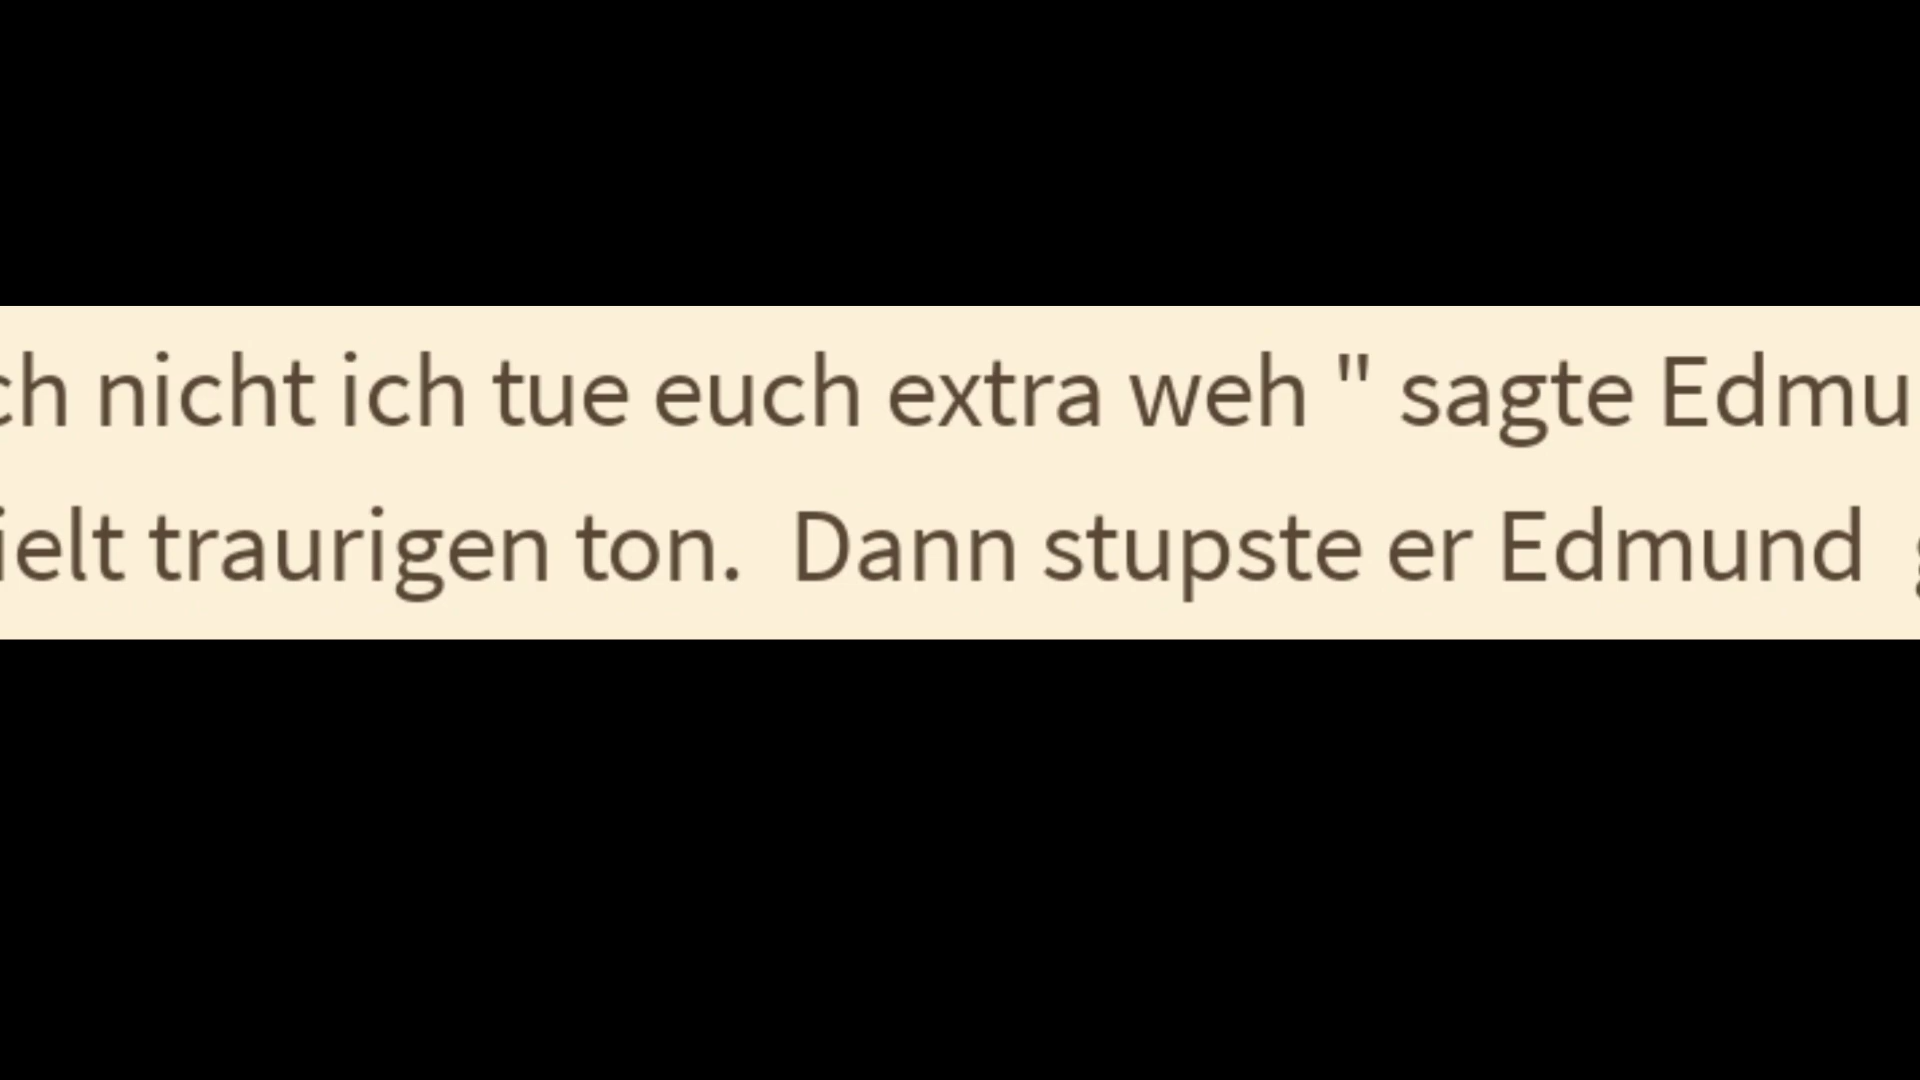 ch nicht ich tue euch extra weh " sagte Edmu
ielt traurigen ton.  Dann stupste er Edmund  g